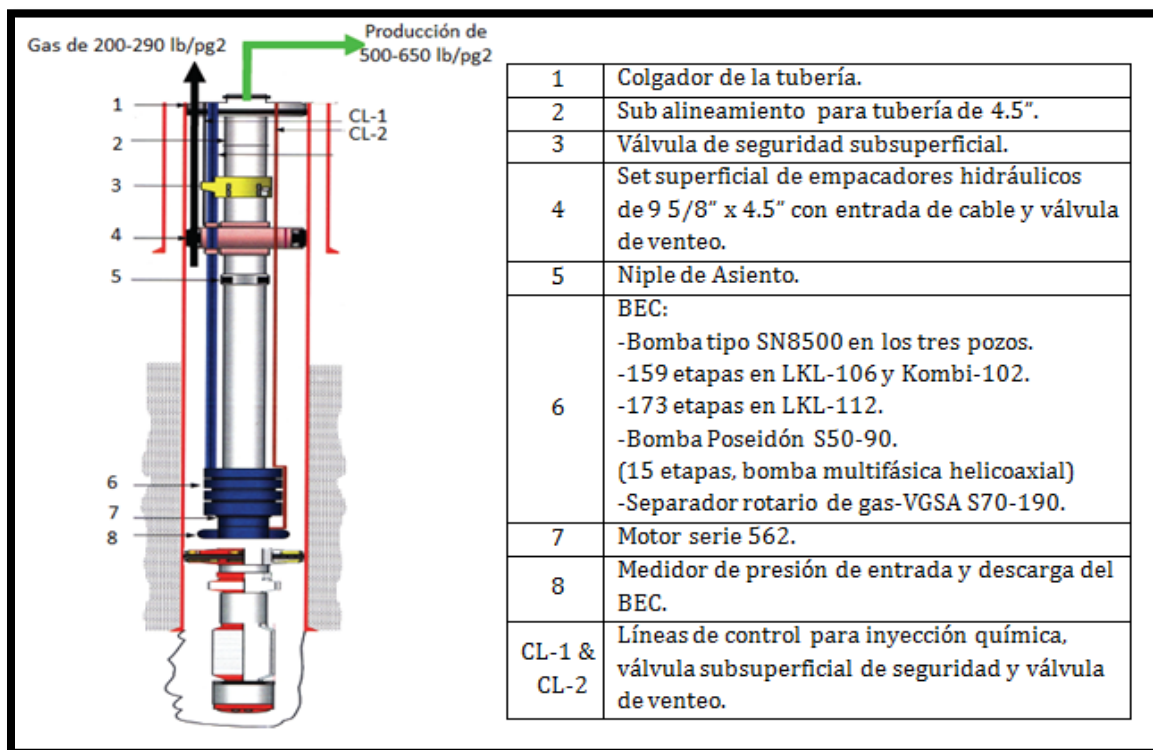 Gas de 200-290 lb/pg2
Producción de
500-650 lb/pg2
1
CL-1
CL-2
2
3
4
5
6
7
8
1 Colgador de la tubería.
2 Sub alineamiento para tubería de 4.5”.
3 Válvula de seguridad subsuperficial.
4 Set superficial de empacadores hidráulicos
de 9 5/8” x 4.5” con entrada de cable y válvula
de venteo.
5 Niple de Asiento.
6 BEC:
-Bomba tipo SN8500 en los tres pozos.
-159 etapas en LKL-106 y Kombi-102.
-173 etapas en LKL-112.
-Bomba Poseidón S50-90.
(15 etapas, bomba multifásica helicoaxial)
-Separador rotario de gas-VGSA S70-190.
7 Motor serie 562.
8 Medidor de presión de entrada y descarga del
BEC.
CL-1 &
CL-2
Líneas de control para inyección química,
válvula subsuperficial de seguridad y válvula
de venteo.